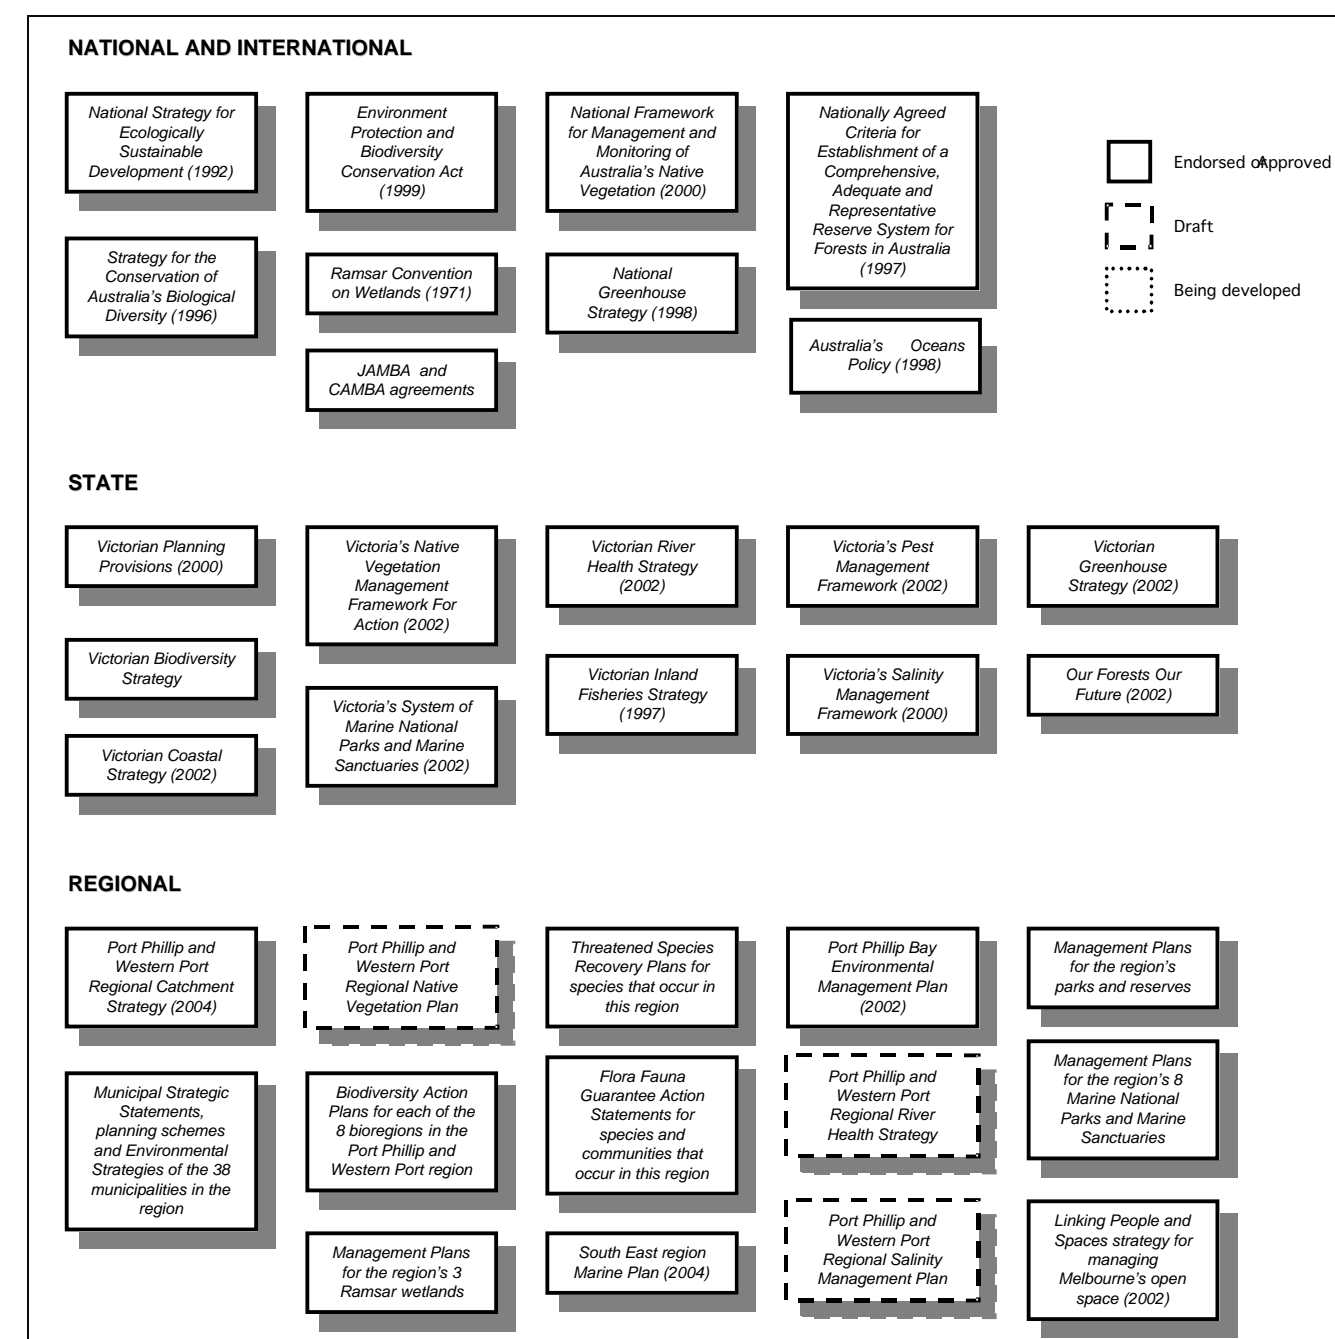 NATIONAL AND INTERNATIONAL
National Strategy for
Ecologically
Sustainable
Development (1992)
Environment
Protection and
Biodiversity
Conservation Act
(1999)
National Framework
for Management and
Monitoring of
Australia's Native
Vegetation (2000)
Nationally Agreed
Criteria for
Establishment of a
Comprehensive,
Adequate and
Representative
Reserve System for
Forests in Australia
(1997)
Endorsed or Approved
Draft
Being developed
Strategy for the
Conservation of
Australia's Biological
Diversity (1996)
Ramsar Convention
on Wetlands (1971)
National
Greenhouse
Strategy (1998)
Australia's Oceans
Policy (1998)
JAMBA and
CAMBA agreements
STATE
Victorian Planning
Provisions (2000)
Victoria's Native
Vegetation
Management
Framework For
Action (2002)
Victorian River
Health Strategy
(2002)
Victoria's Pest
Management
Framework (2002)
Victorian
Greenhouse
Strategy (2002)
Victorian Biodiversity
Strategy
Victorian Inland
Fisheries Strategy
(1997)
Victoria's Salinity
Management
Framework (2000)
Our Forests Our
Future (2002)
Victoria's System of
Marine National
Parks and Marine
Sanctuaries (2002)
Victorian Coastal
Strategy (2002)
REGIONAL
Port Phillip and
Western Port
Regional Catchment
Strategy (2004)
Port Phillip and
Western Port
Regional Native
Vegetation Plan
Threatened Species
Recovery Plans for
species that occur in
this region
Port Phillip Bay
Environmental
Management Plan
(2002)
Management Plans
for the region's
parks and reserves
Municipal Strategic
Statements,
planning schemes
and Environmental
Strategies of the 38
municipalities in the
region
Biodiversity Action
Plans for each of the
8 bioregions in the
Port Phillip and
Western Port region
Flora Fauna
Guarantee Action
Statements for
species and
communities that
occur in this region
Port Phillip and
Western Port
Regional River
Health Strategy
Management Plans
for the region's 8
Marine National
Parks and Marine
Sanctuaries
Management Plans
for the region's 3
Ramsar wetlands
South East region
Marine Plan (2004)
Port Phillip and
Western Port
Regional Salinity
Management Plan
Linking People and
Spaces strategy for
managing
Melbourne's open
space (2002)